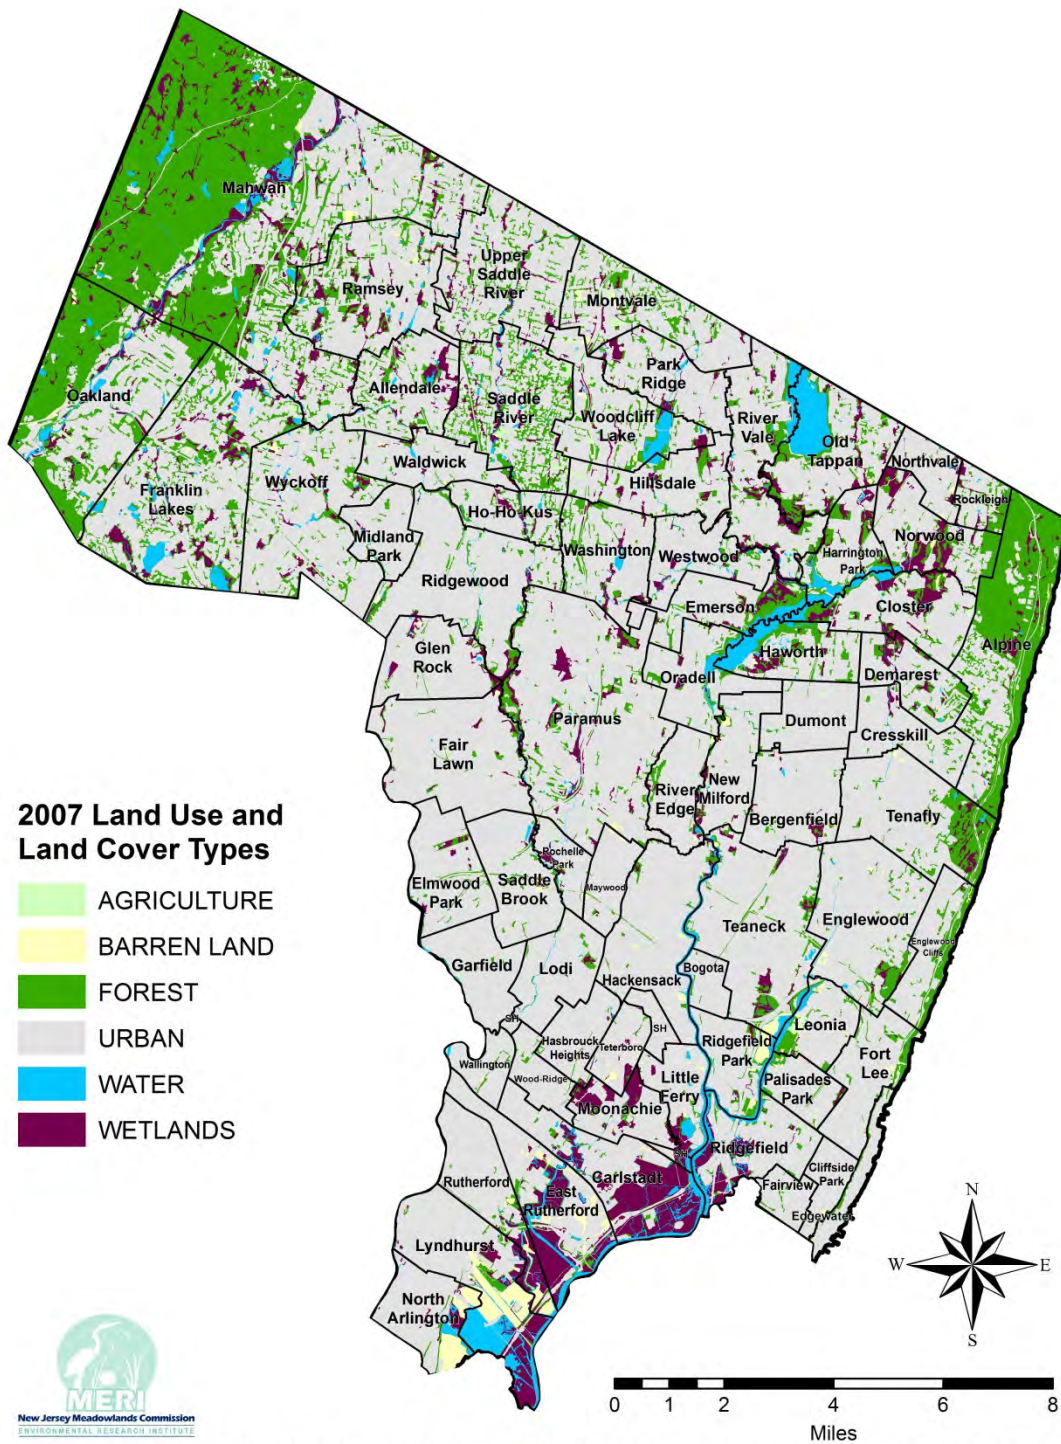 Mahwah
Upper
Saddle
River
Ramsey
Montvale
Park
Ridge
Allendale
Oakland
Saddle
River
Woodcliff
Lake
River
Vale
Old
Tappan
Northvale
Rockleigh
Waldwick
Wyckoff
Franklin
Lakes
Hillsdale
Ho-Ho-Kus
Midland
Park
Washington
Westwood
Harrington
Park
Norwood
Ridgewood
Emerson
Closter
Glen
Rock
Haworth
Alpine
Oradell
Demarest
Paramus
Dumont
Cresskill
Fair
Lawn
River
Edge
New
Milford
Bergenfield
Tenafly
2007 Land Use and
Land Cover Types
AGRICULTURE
BARREN LAND
FOREST
URBAN
WATER
WETLANDS
Rochelle
Park
Elmwood
Park
Saddle
Brook
Maywood
Teaneck
Englewood
Englewood
Cliffs
Garfield
Lodi
Hackensack
Bogota
SH
SH
Leonia
Hasbrouck
Heights
Teterboro
Ridgefield
Park
Fort
Lee
Wallington
Wood-Ridge
Little
Ferry
Palisades
Park
Moonachie
SH
Ridgefield
Carlstadt
Cliffside
Park
Fairview
Rutherford
East
Rutherford
Edgewater
Lyndhurst
North
Arlington
N
W
E
S
0 1 2 4 6 8
Miles
MERI
New Jersey Meadowlands Commission
ENVIRONMENTAL RESEARCH INSTITUTE